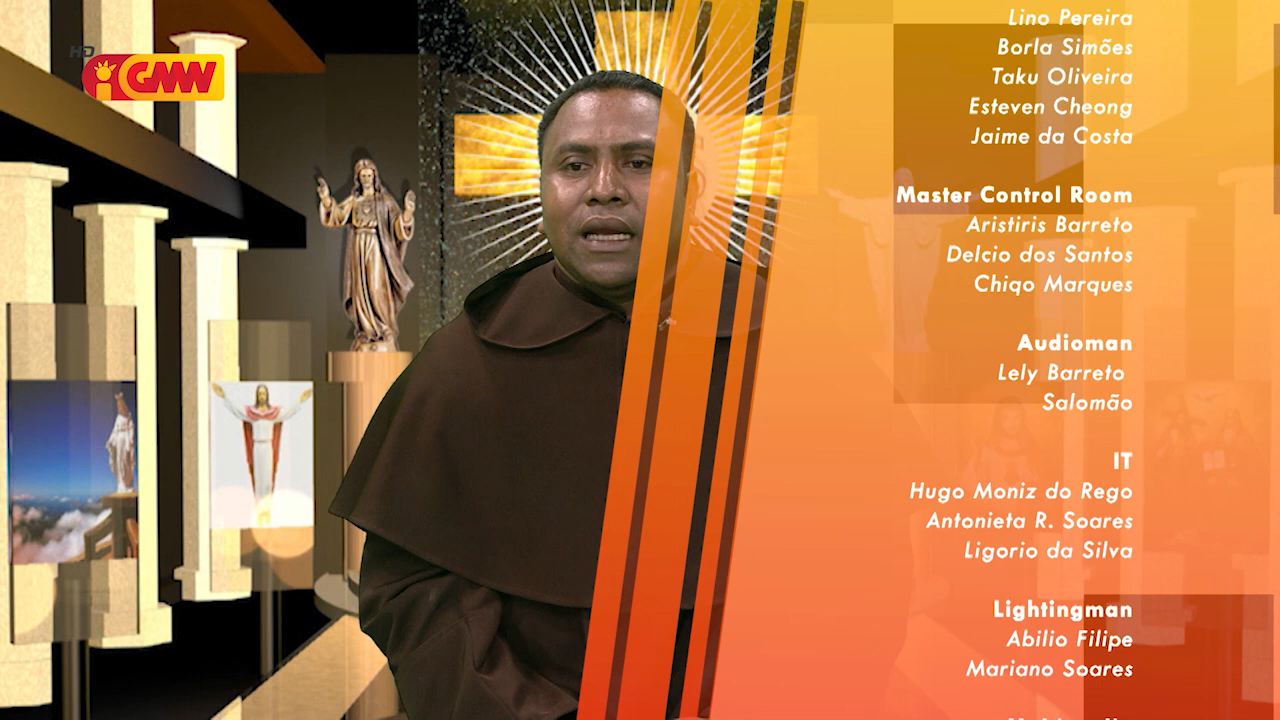 HD
GMN
Lino Pereira
Borla Simões
Taku Oliveira
Esteven Cheong
Jaime da Costa
Master Control Room
Aristiris Barreto
Delcio dos Santos
Chiqo Marques
Audioman
Lely Barreto
Salomão
IT
Hugo Moniz do Rego
Antonieta R. Soares
Ligorio da Silva
Lightingman
Abilio Filipe
Mariano Soares